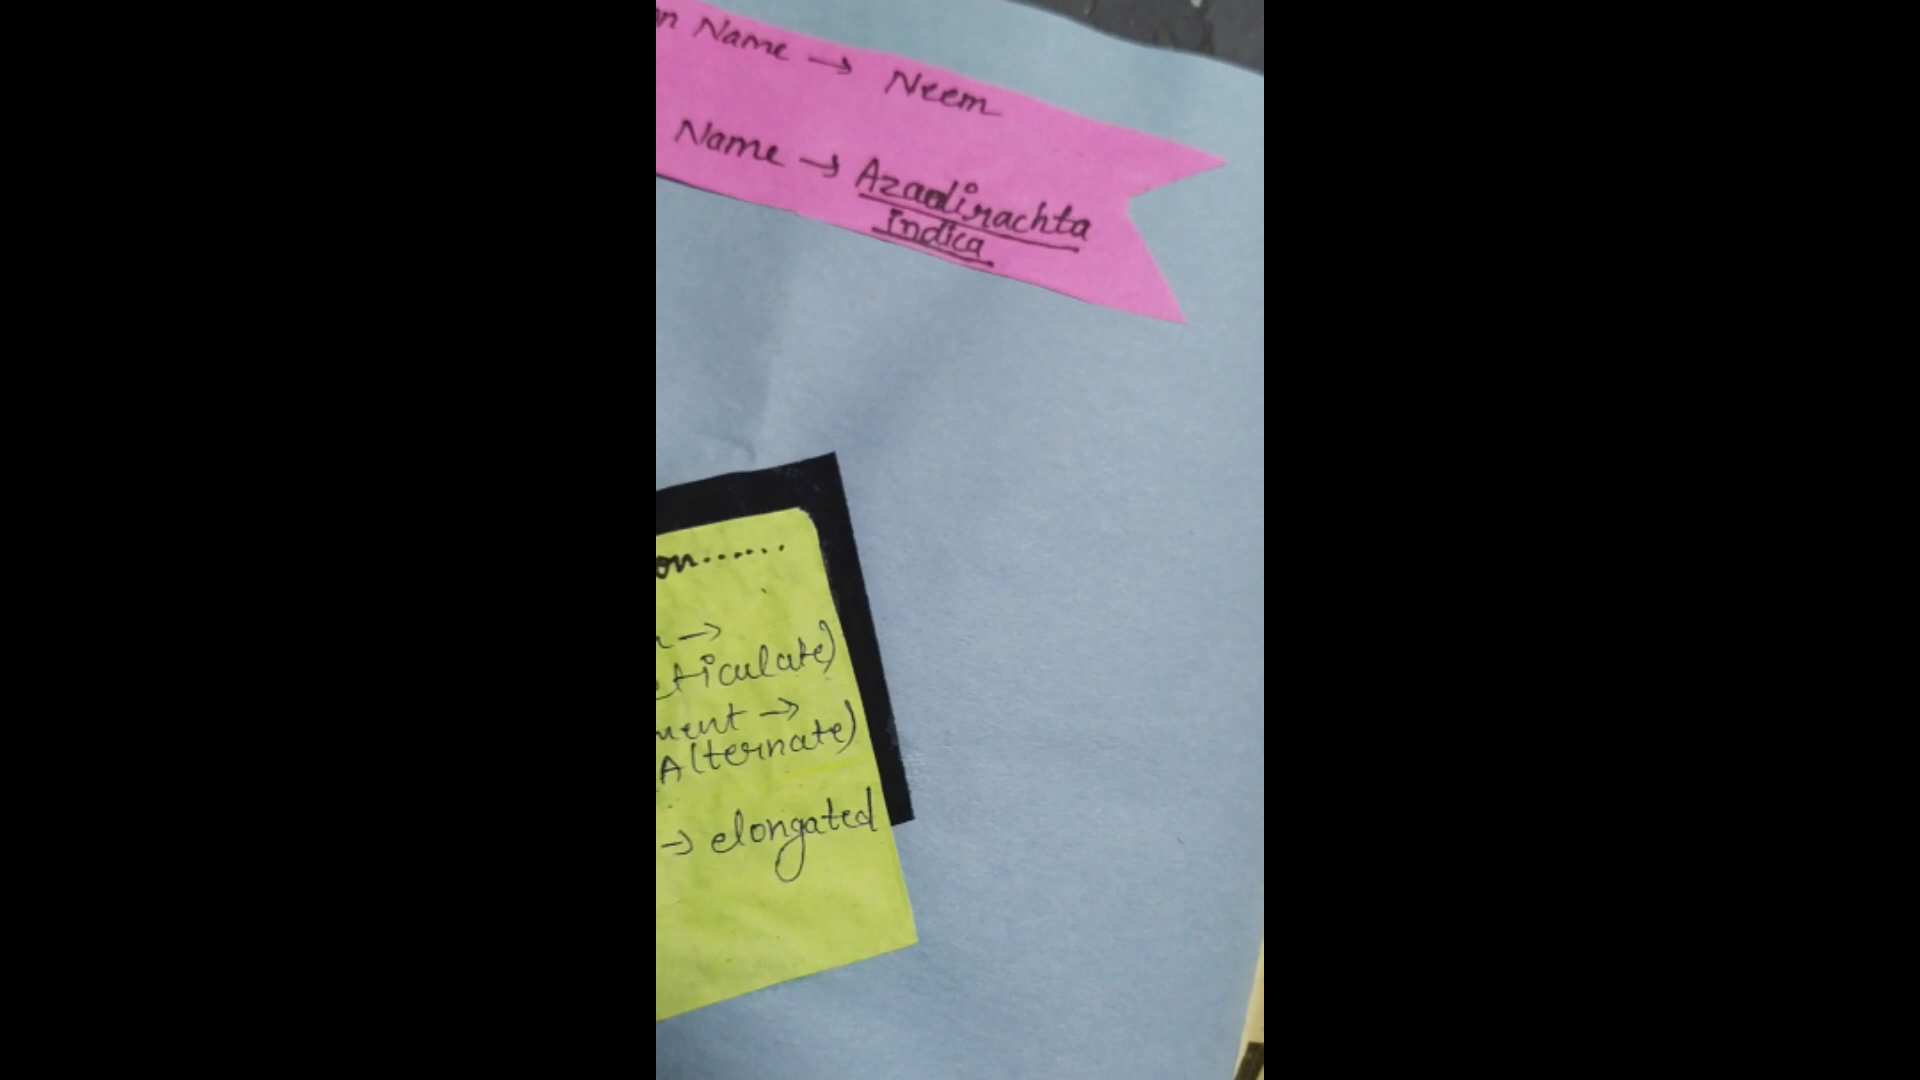 n Name → Neem
Name → Azadirachta
Indica
on.......
→
ticulate)
ment →
Alternate)
→ elongated